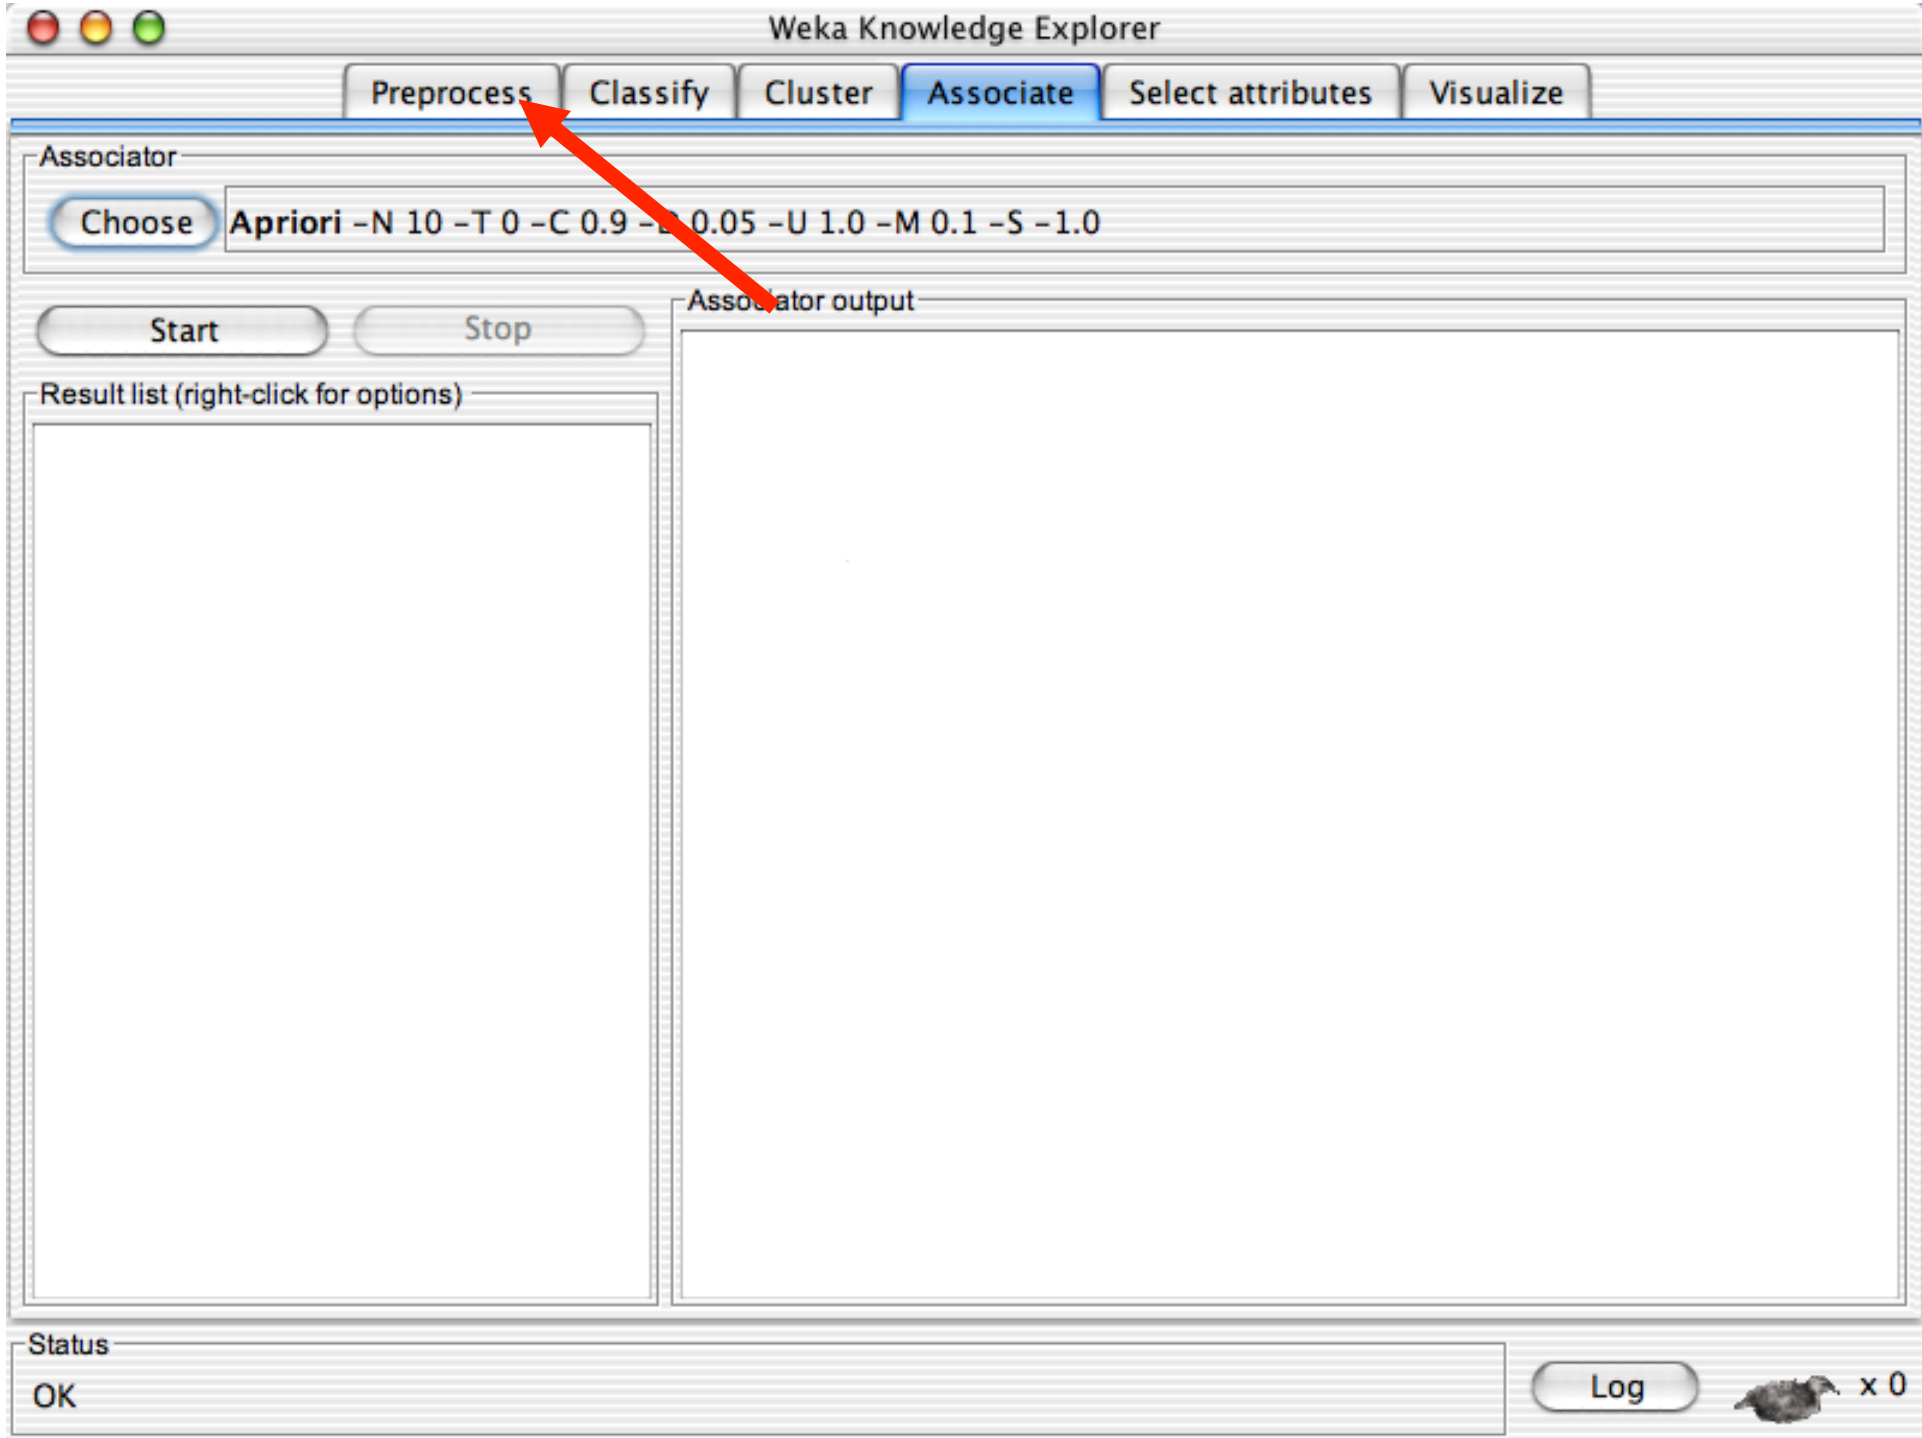 Weka Knowledge Explorer
Preprocess Classify Cluster Associate Select attributes Visualize
Associator
Choose Apriori -N 10 -T 0 -C 0.9 -D 0.05 -U 1.0 -M 0.1 -S -1.0
Start Stop
Associator output
Result list (right-click for options)
Status
OK
Log x 0